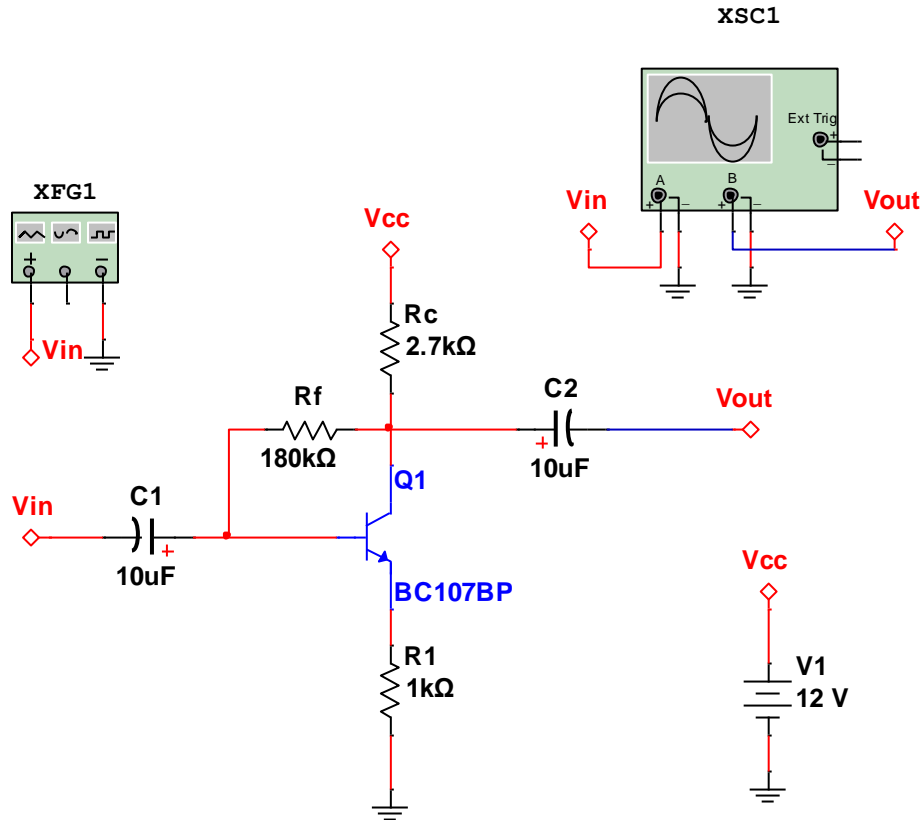 XSC1
Ext Trig
+
−
A
B
+ − + −
XFG1
+ −
Vin
Vin
Vout
Vcc
Rc
2.7kΩ
Rf
180kΩ
C2
+
10uF
Vout
Q1
Vin
C1
+
10uF
BC107BP
R1
1kΩ
Vcc
V1
12 V